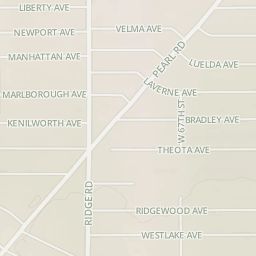 LIBERTY AVE
NEWPORT AVE
VELMA AVE
MANHATTAN AVE
PEARL RD
LUELDA AVE
LAVERNE AVE
MARLBOROUGH AVE
W 67TH ST
BRADLEY AVE
KENILWORTH AVE
THEOTA AVE
RIDGE RD
RIDGEWOOD AVE
WESTLAKE AVE